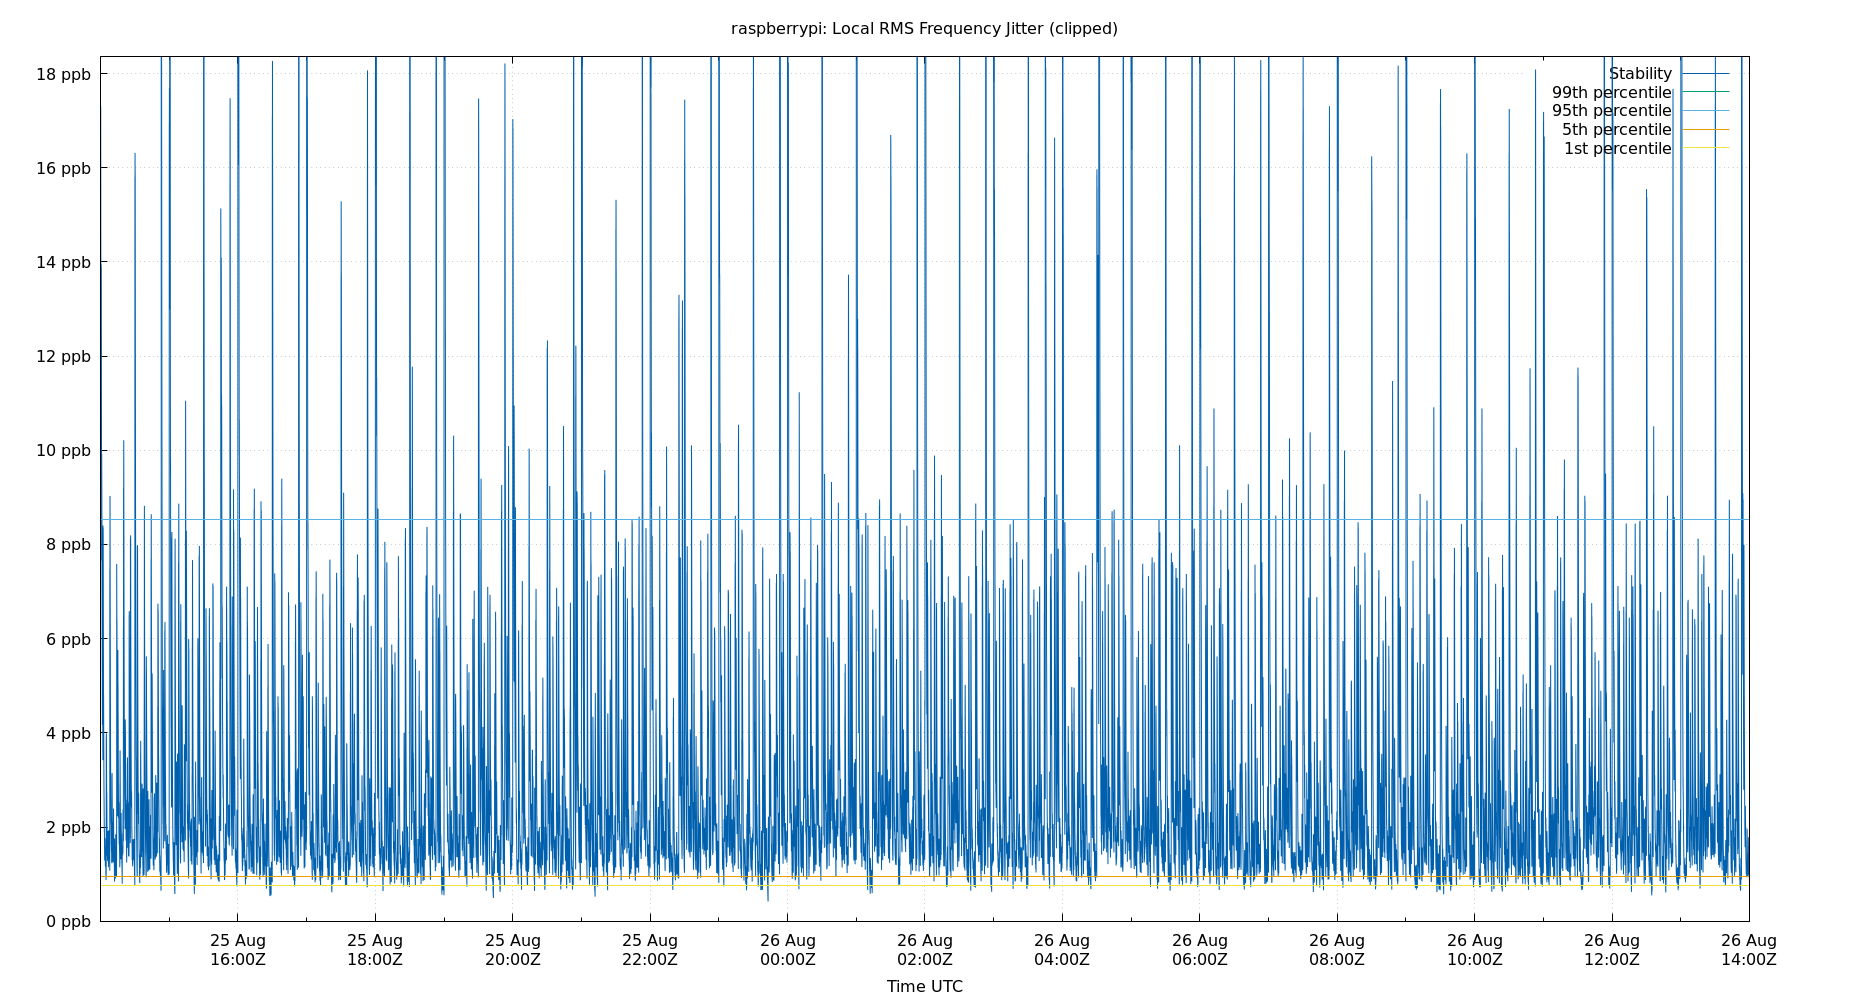 raspberrypi: Local RMS Frequency Jitter (clipped)
18 ppb
16 ppb
14 ppb
12 ppb
10 ppb
8 ppb
6 ppb
4 ppb
2 ppb
0 ppb
Stability
99th percentile
95th percentile
5th percentile
1st percentile
25 Aug 25 Aug 25 Aug 25 Aug 26 Aug 26 Aug 26 Aug 26 Aug 26 Aug 26 Aug 26 Aug 26 Aug
16:00Z 18:00Z 20:00Z 22:00Z 00:00Z 02:00Z 04:00Z 06:00Z 08:00Z 10:00Z 12:00Z 14:00Z
Time UTC